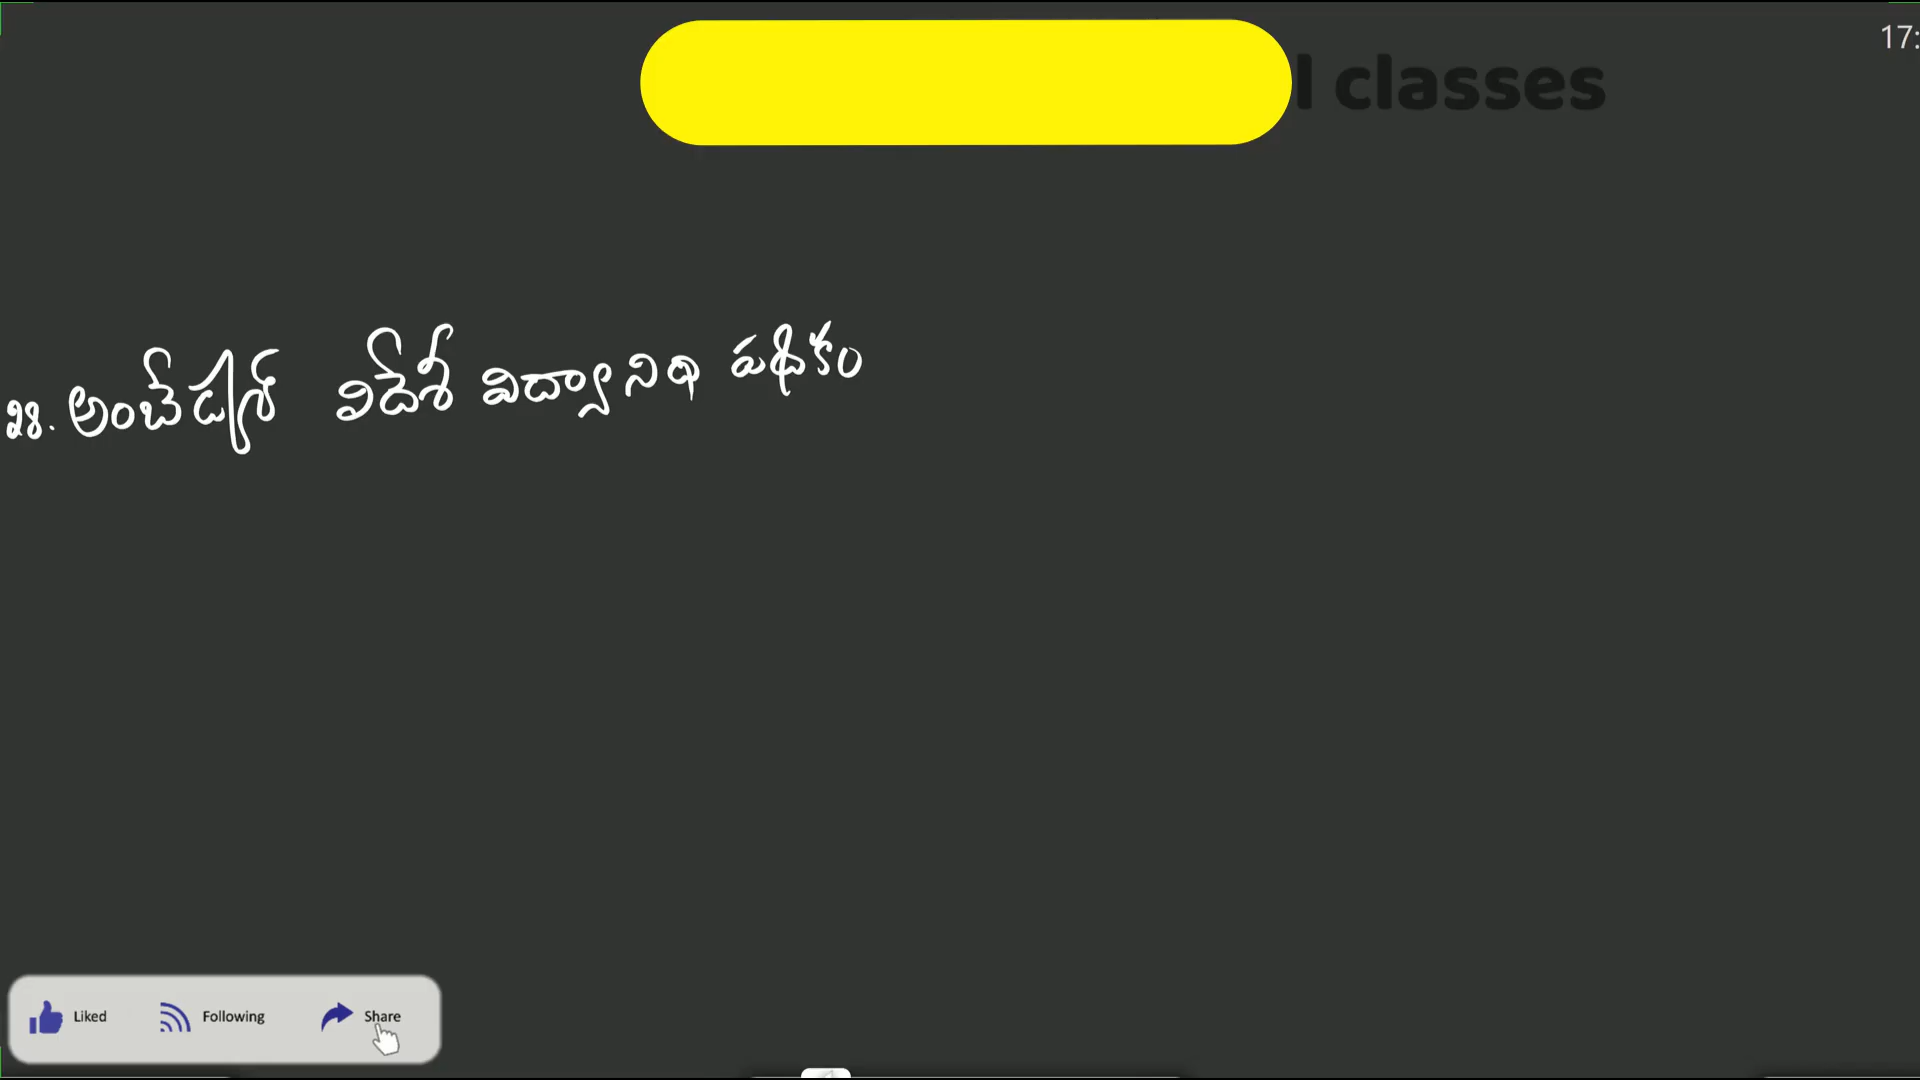 17:
l classes
28. అంబేడ్కర్ విదేశీ విద్యానిధి పథకం
Liked Following Share